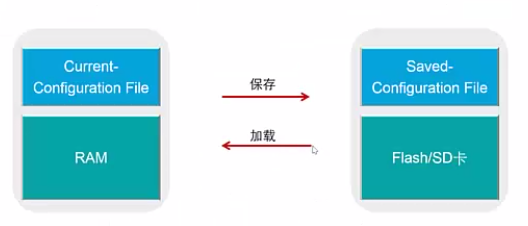 Current-
Configuration File
RAM
保存
加载
Saved-
Configuration File
Flash/SD卡